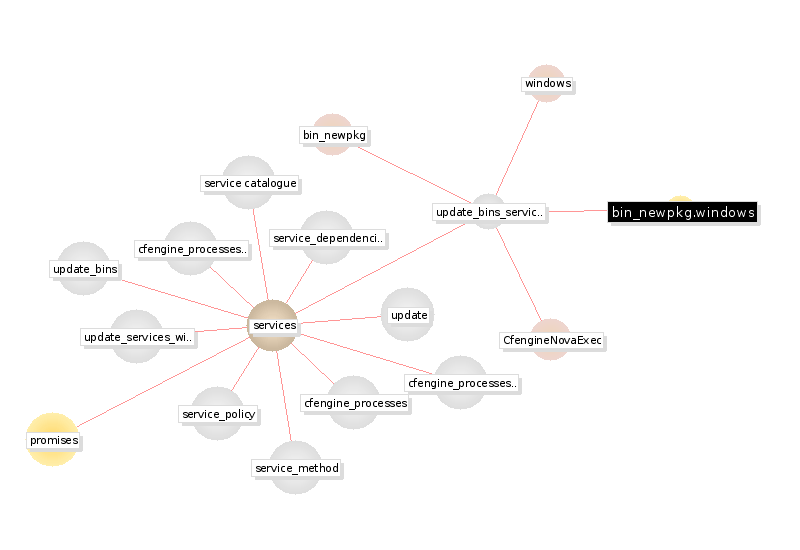 windows
bin_newpkg
service catalogue
update_bins_servic..
bin_newpkg.windows
service_dependenci..
cfengine_processes..
update_bins
update
services
update_services_wi..
CfengineNovaExec
cfengine_processes..
cfengine_processes
service_policy
promises
service_method